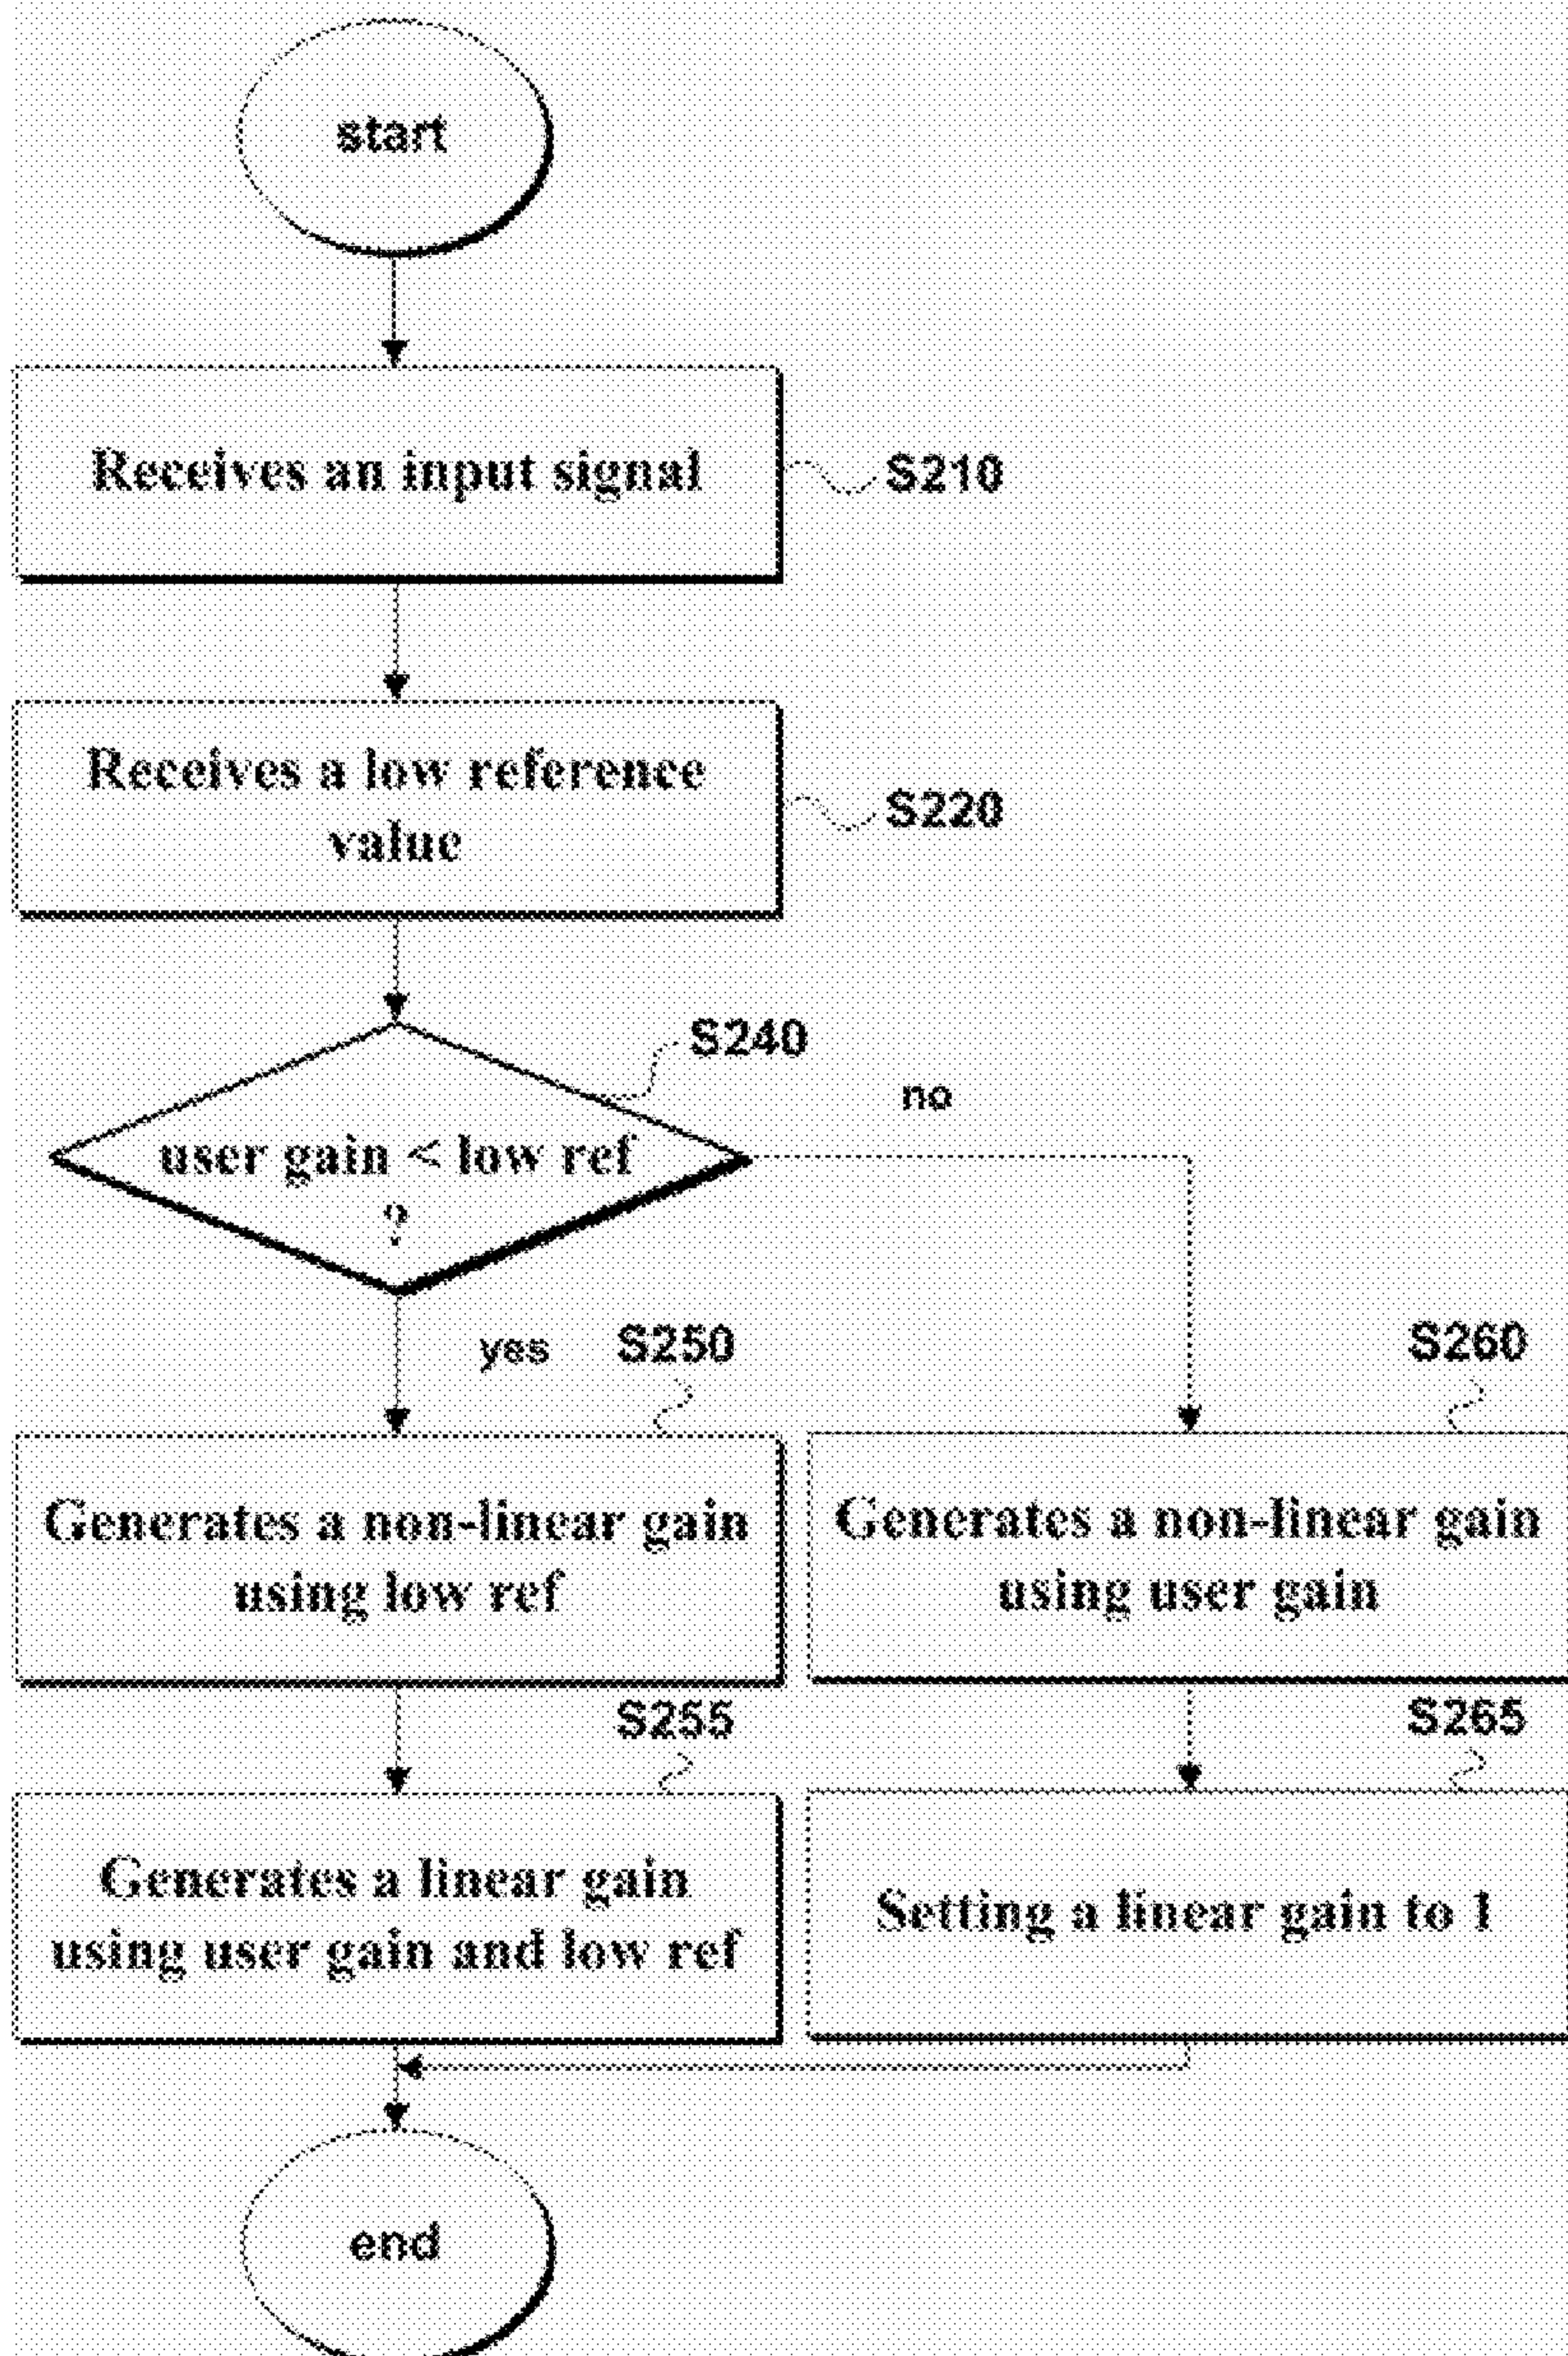 start
Receives an input signal
S210
Receives a low reference
value
S220
S240
no
user gain < low ref
?
yes
S250
S260
Generates a non-linear gain
using low ref
Generates a non-linear gain
using user gain
S255
S265
Generates a linear gain
using user gain and low ref
Setting a linear gain to 1
end